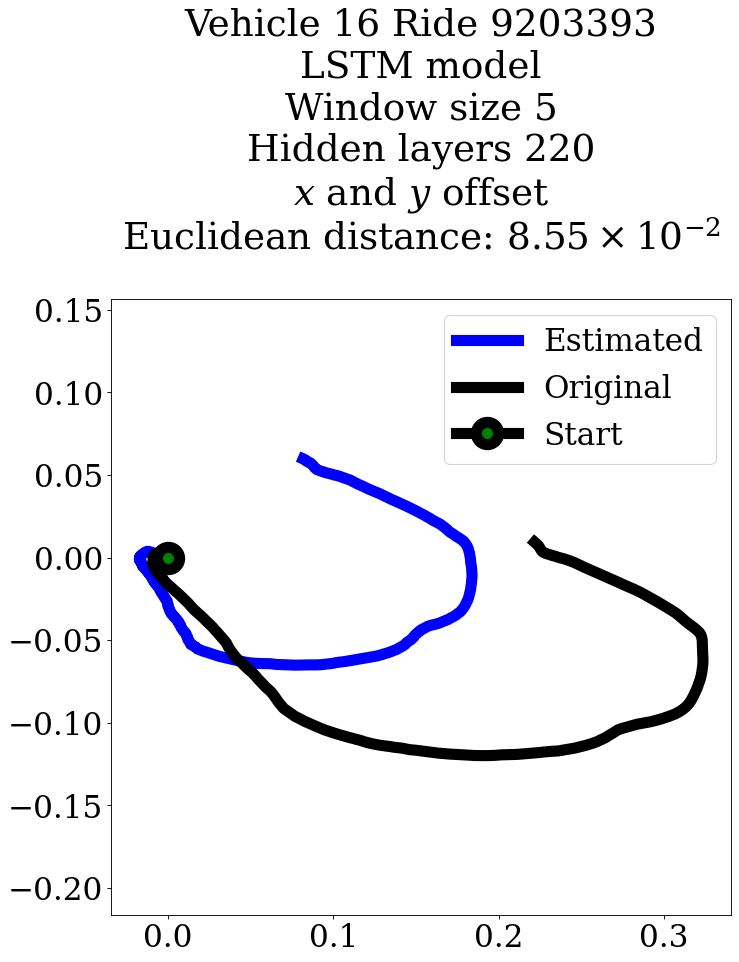 Vehicle 16 Ride 9203393
LSTM model
Window size 5
Hidden layers 220
x and y offset
Euclidean distance: 8.55 × 10⁻²
0.15
0.10
0.05
0.00
−0.05
−0.10
−0.15
−0.20
Estimated
Original
Start
0.0 0.1 0.2 0.3